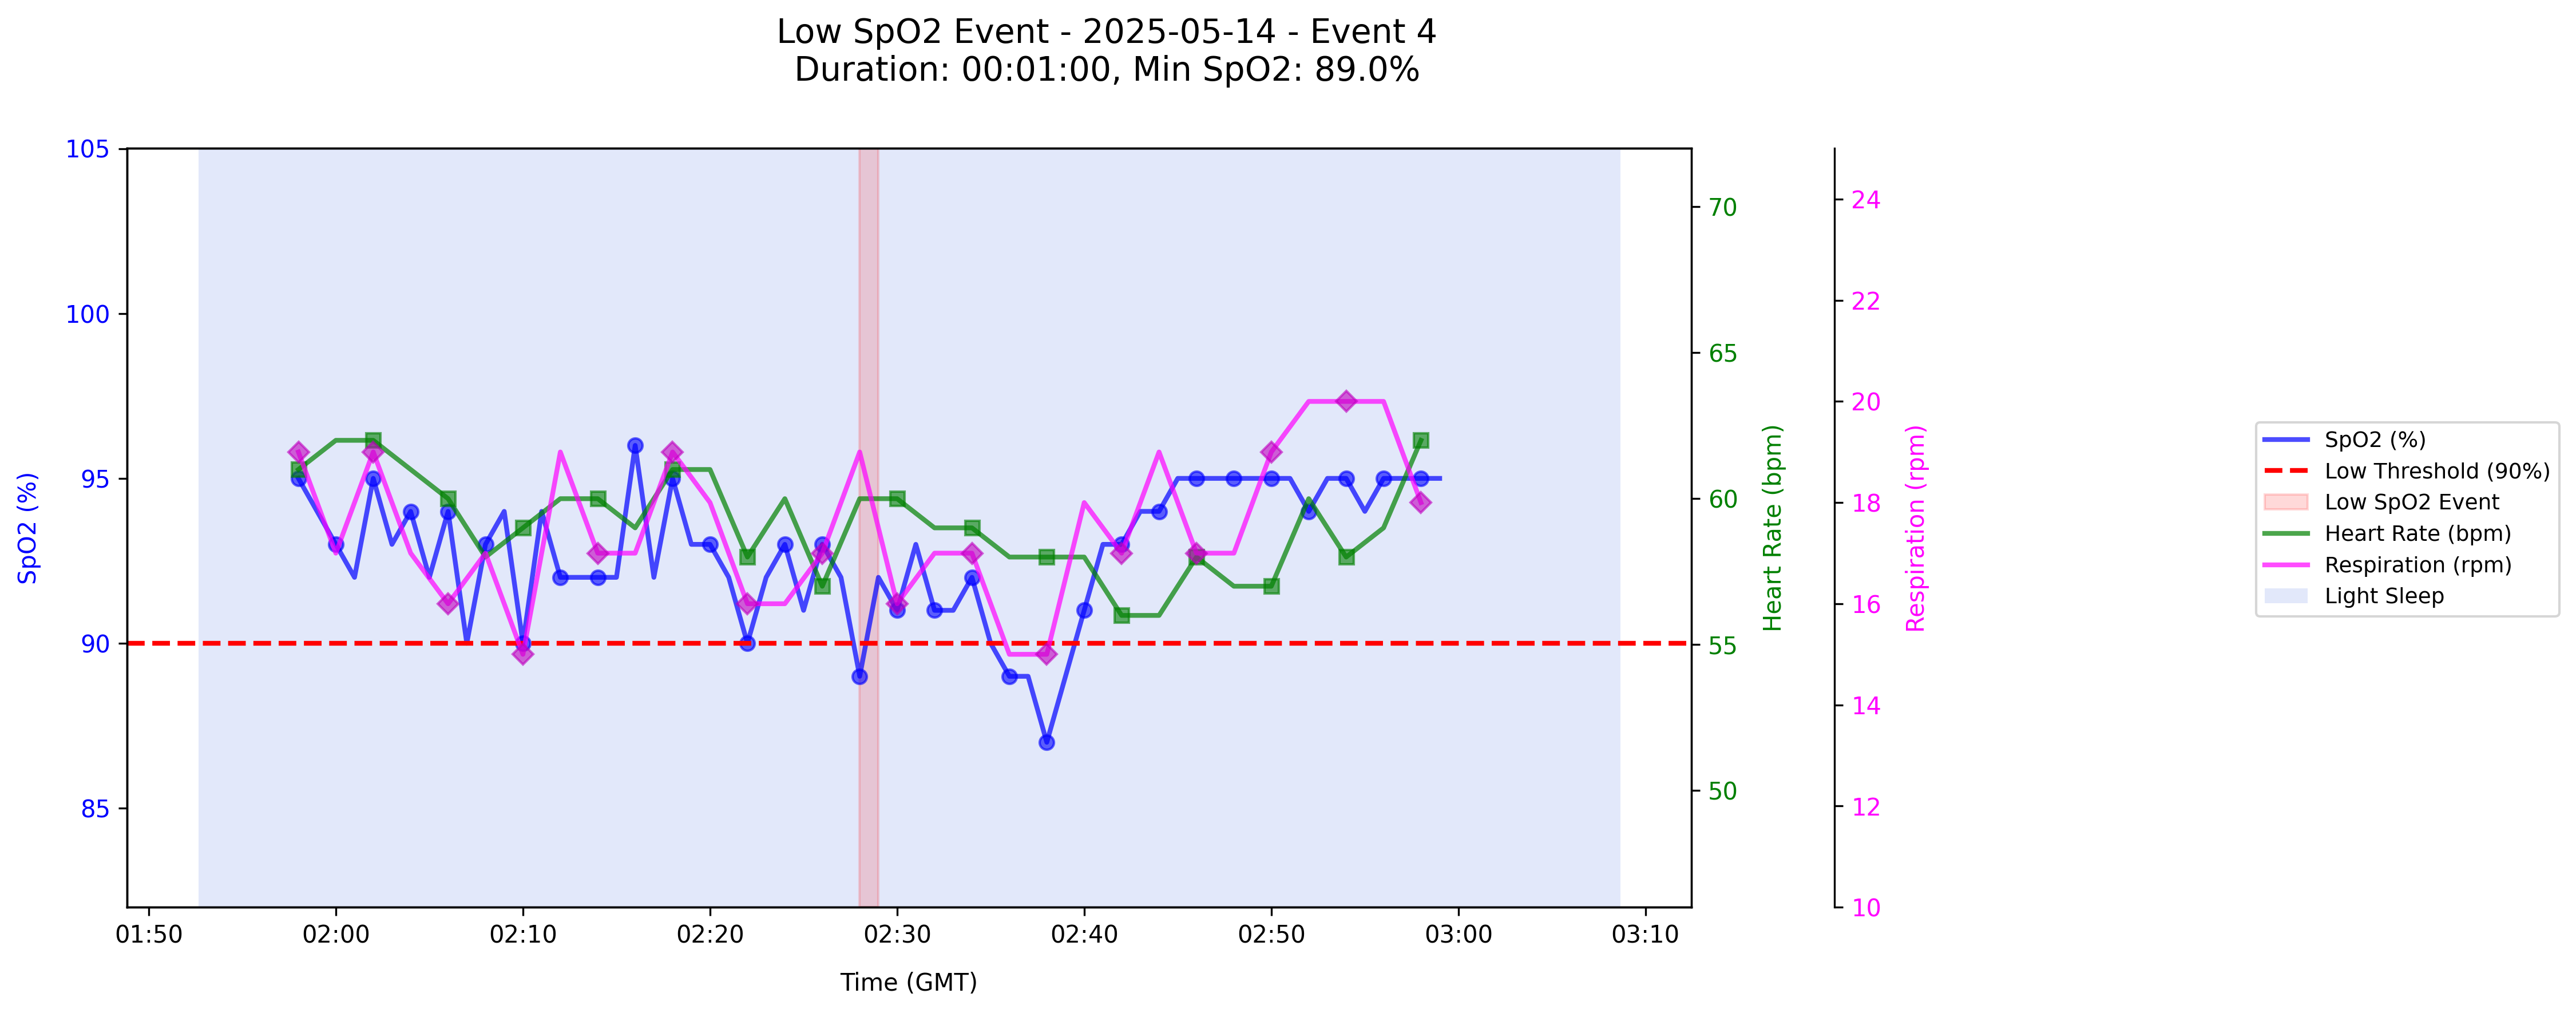 Low SpO2 Event - 2025-05-14 - Event 4
Duration: 00:01:00, Min SpO2: 89.0%
105
100
95
90
85
SpO2 (%)
01:50 02:00 02:10 02:20 02:30 02:40 02:50 03:00 03:10
Time (GMT)
70
65
60
55
50
Heart Rate (bpm)
24
22
20
18
16
14
12
10
Respiration (rpm)
SpO2 (%)
Low Threshold (90%)
Low SpO2 Event
Heart Rate (bpm)
Respiration (rpm)
Light Sleep